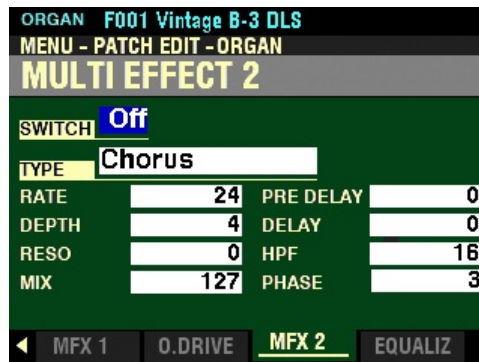 ORGAN F001 Vintage B-3 DLS
MENU - PATCH EDIT - ORGAN
MULTI EFFECT 2
SWITCH Off
TYPE Chorus
RATE 24 PRE DELAY 0
DEPTH 4 DELAY 0
RESO 0 HPF 16
MIX 127 PHASE 3
MFX 1 O.DRIVE MFX 2 EQUALIZ